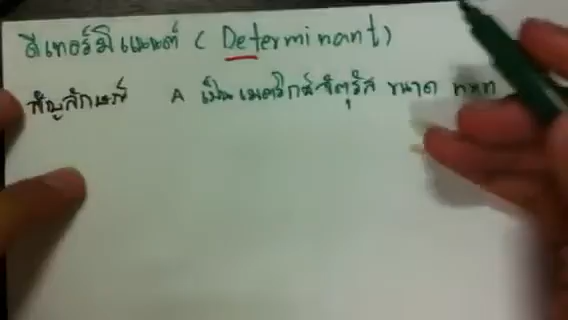 ดีเทอร์มิแนนต์ ( Determinant )
สัญลักษณ์ A เป็นเมตริกซ์จัตุรัส ขนาด n×n